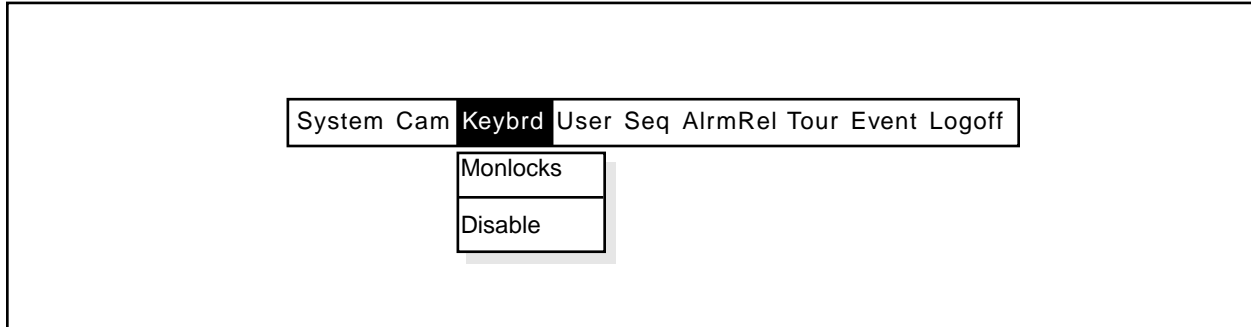 System Cam Keybrd User Seq AlrmRel Tour Event Logoff
Monlocks
Disable